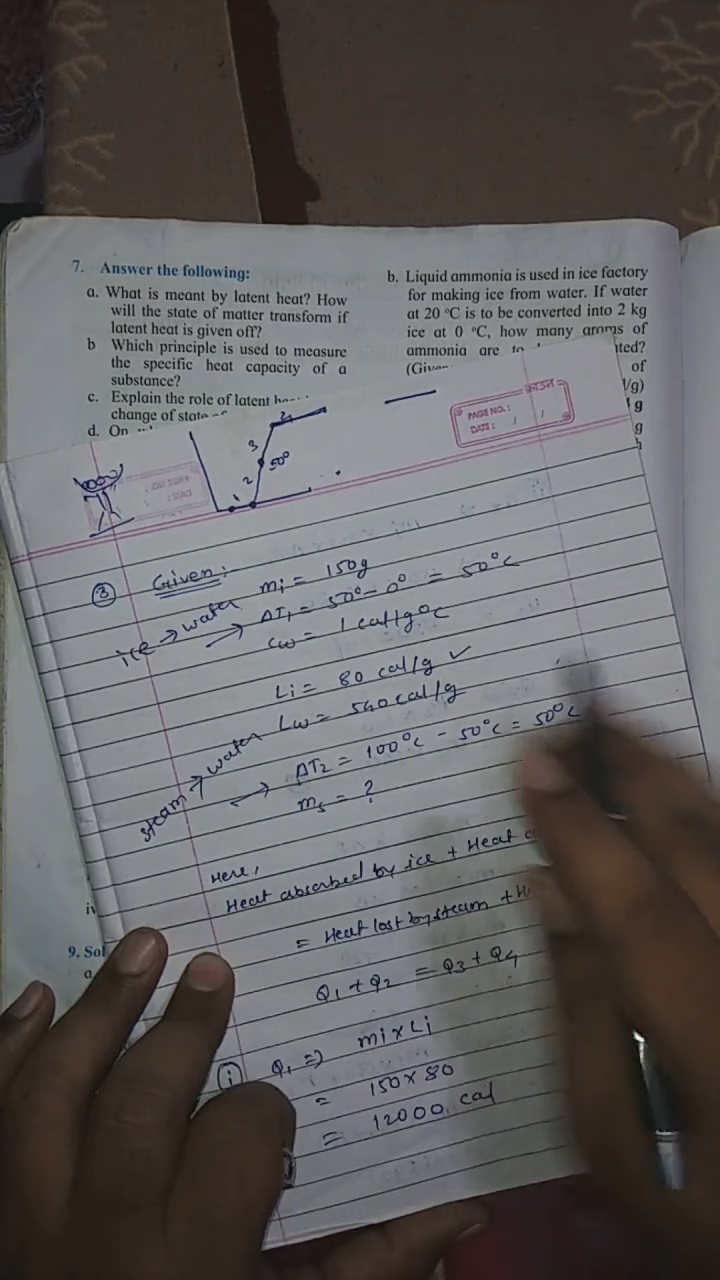 7. Answer the following:
a. What is meant by latent heat? How
will the state of matter transform if
latent heat is given off?
b Which principle is used to measure
the specific heat capacity of a
substance?
c. Explain the role of latent
change of state
d. On
b. Liquid ammonia is used in ice factory
for making ice from water. If water
at 20 °C is to be converted into 2 kg
ice at 0 °C, how many grams of
ammonia are
of
g
g
PAGE NO.:
DATE: / /
1 2 3 4
50°
③ Given:
ice → water mi = 150g
→ ΔT1 = 50° - 0° = 50°C
Cw = 1 cal/g°C
Li = 80 cal/g ✓
Lw = 540 cal/g
steam → water
→ ΔT2 = 100°C - 50°C = 50°C
ms = ?
Here,
Heat absorbed by ice + Heat
= Heat lost by steam +
Q1 + Q2 = Q3 + Q4
ⓘ Q1 ⇒ mi x Li
= 150 x 80
= 12000 cal
iv
9. Sol
a